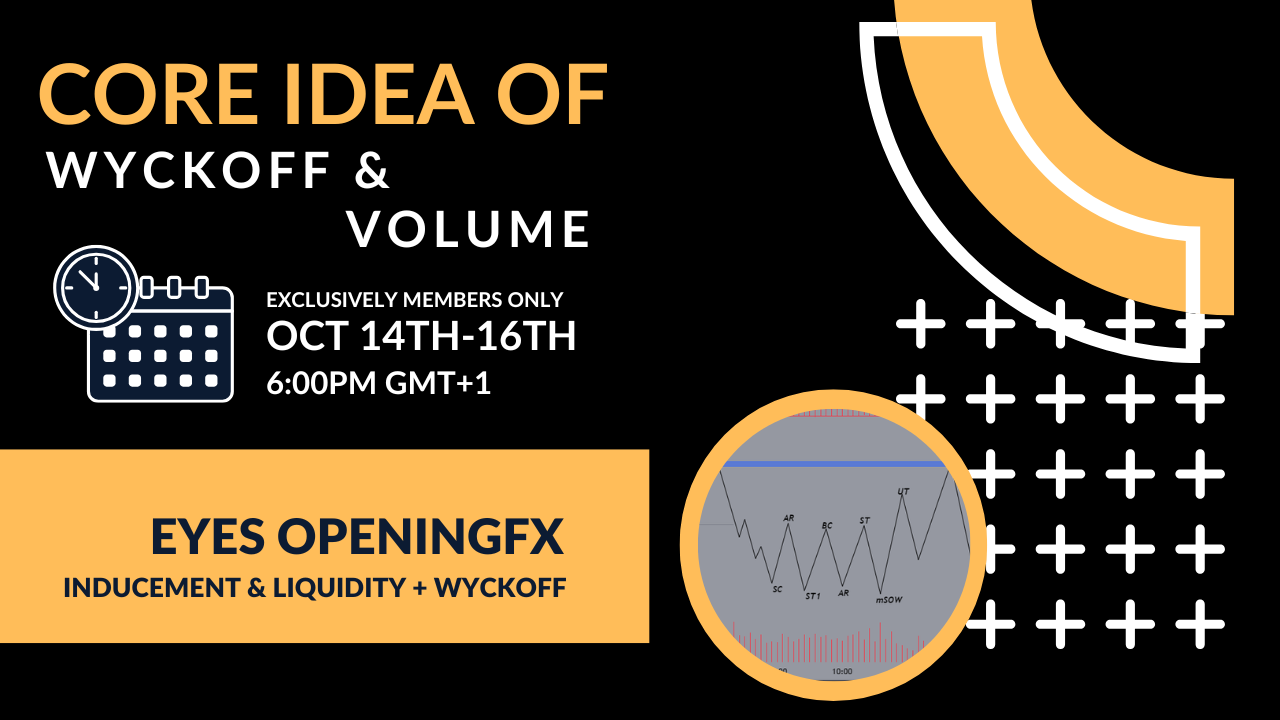 CORE IDEA OF
WYCKOFF &
VOLUME
EXCLUSIVELY MEMBERS ONLY
OCT 14TH-16TH
6:00PM GMT+1
EYES OPENINGFX
INDUCEMENT & LIQUIDITY + WYCKOFF
UT
AR
BC
ST
SC
ST1
AR
mSOW
10:00